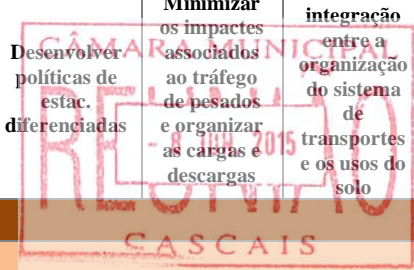 Desenvolver
políticas de
estac.
diferenciadas
Minimizar
os impactes
associados
ao tráfego
de pesados
e organizar
as cargas e
descargas
integração
entre a
organização
do sistema
de
transportes
e os usos do
solo
CÂMARA MUNICIPAL
REUNIÃO
- 8 JUN. 2015
CASCAIS